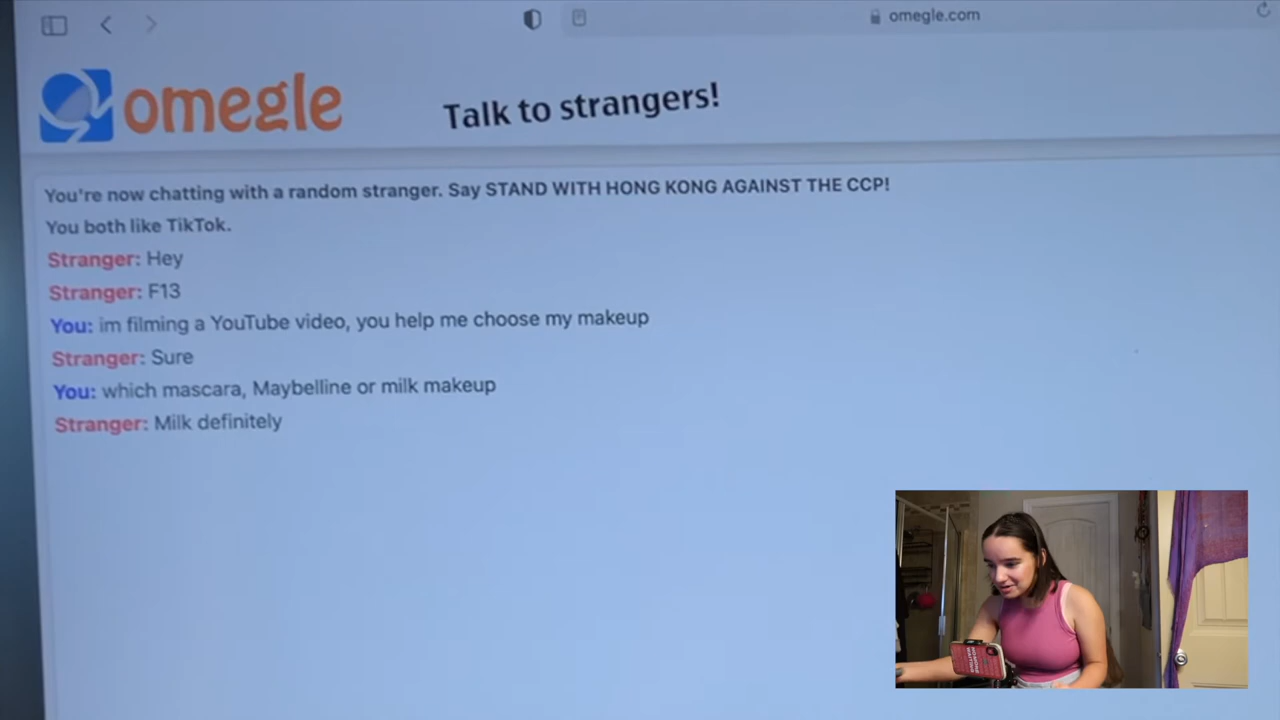 omegle.com
omegle
Talk to strangers!
You're now chatting with a random stranger. Say STAND WITH HONG KONG AGAINST THE CCP!
You both like TikTok.
Stranger: Hey
Stranger: F13
You: im filming a YouTube video, you help me choose my makeup
Stranger: Sure
You: which mascara, Maybelline or milk makeup
Stranger: Milk definitely